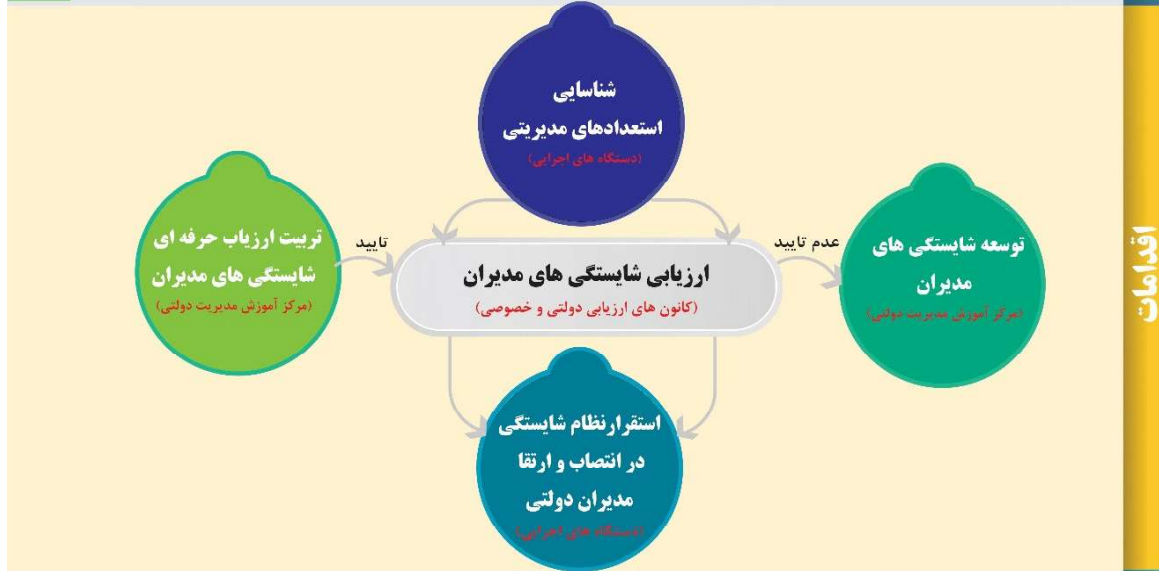 شناسایی
استعدادهای مدیریتی
(دستگاه های اجرایی)
تربیت ارزیاب حرفه ای
شایستگی های مدیران
(مرکز آموزش مدیریت دولتی)
تایید
ارزیابی شایستگی های مدیران
(کانون های ارزیابی دولتی و خصوصی)
عدم تایید
توسعه شایستگی های
مدیران
(مرکز آموزش مدیریت دولتی)
استقرارنظام شایستگی
در انتصاب و ارتقا
مدیران دولتی
(دستگاه های اجرایی)
اقدامات